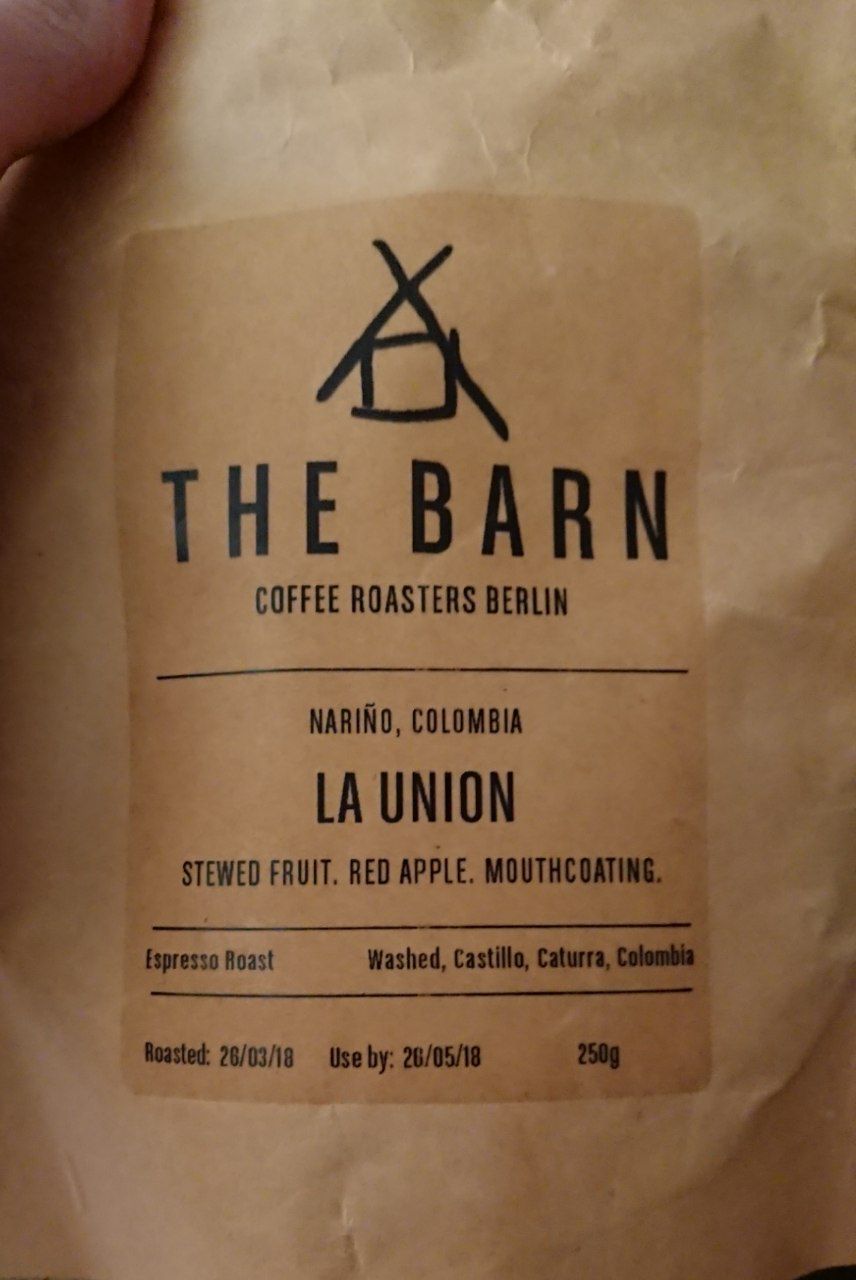 THE BARN
COFFEE ROASTERS BERLIN
NARIÑO, COLOMBIA
LA UNION
STEWED FRUIT. RED APPLE. MOUTHCOATING.
Espresso Roast Washed, Castillo, Caturra, Colombia
Roasted: 26/03/18 Use by: 26/05/18 250g